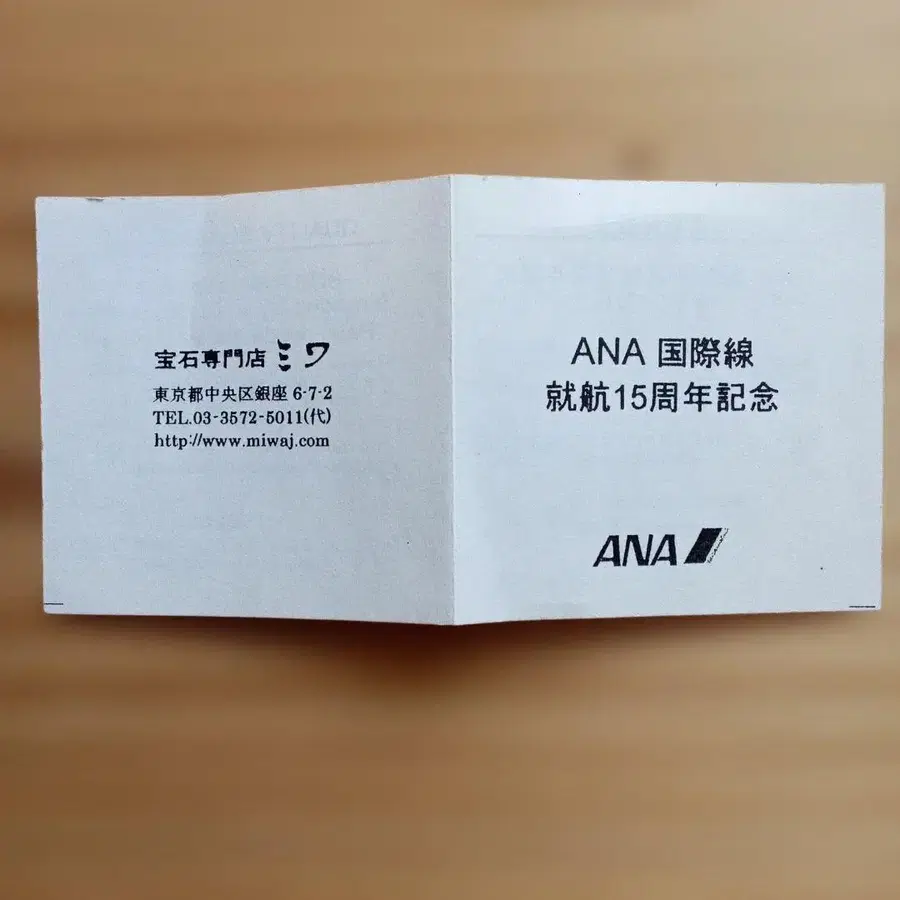 宝石専門店 ミワ
東京都中央区銀座 6-7-2
TEL.03-3572-5011(代)
http://www.miwaj.com
ANA 国際線
就航15周年記念
ANA